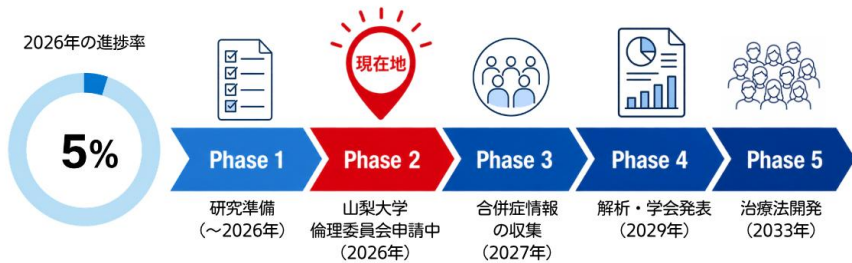 2026年の進捗率
5%
現在地
Phase 1
Phase 2
Phase 3
Phase 4
Phase 5
研究準備
（〜2026年）
山梨大学
倫理委員会申請中
（2026年）
合併症情報
の収集
（2027年）
解析・学会発表
（2029年）
治療法開発
（2033年）